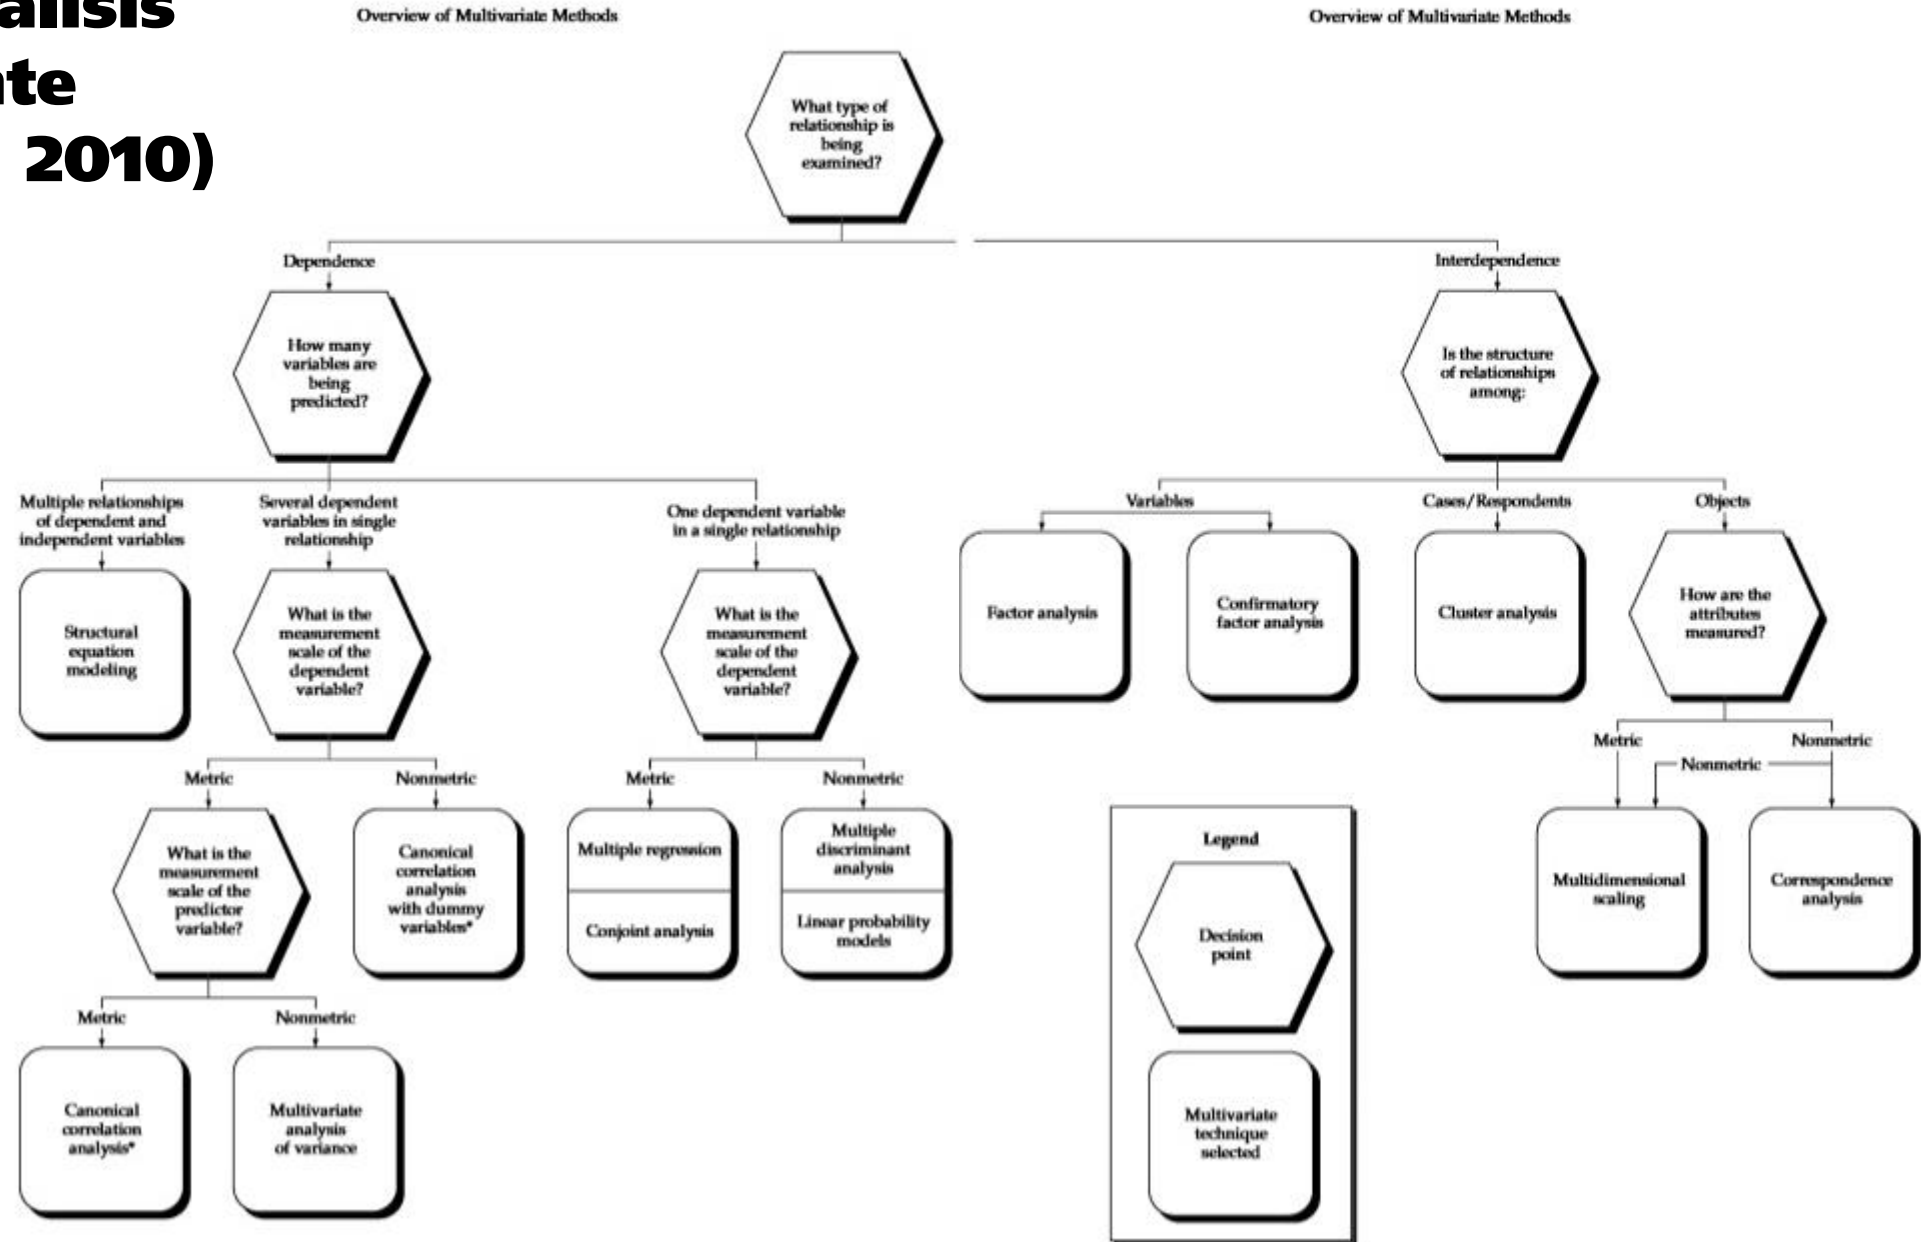 alisis
te
2010)
Overview of Multivariate Methods
Overview of Multivariate Methods
What type of
relationship is
being
examined?
Dependence
Interdependence
How many
variables are
being
predicted?
Is the structure
of relationships
among:
Multiple relationships
of dependent and
independent variables
Several dependent
variables in single
relationship
One dependent variable
in a single relationship
Variables
Cases/Respondents
Objects
Structural
equation
modeling
What is the
measurement
scale of the
dependent
variable?
What is the
measurement
scale of the
dependent
variable?
Factor analysis
Confirmatory
factor analysis
Cluster analysis
How are the
attributes
measured?
Metric
Nonmetric
Metric
Nonmetric
Metric
Nonmetric
Nonmetric
What is the
measurement
scale of the
predictor
variable?
Canonical
correlation
analysis
with dummy
variables*
Multiple regression
Conjoint analysis
Multiple
discriminant
analysis
Linear probability
models
Multidimensional
scaling
Correspondence
analysis
Metric
Nonmetric
Canonical
correlation
analysis*
Multivariate
analysis
of variance
Legend
Decision
point
Multivariate
technique
selected